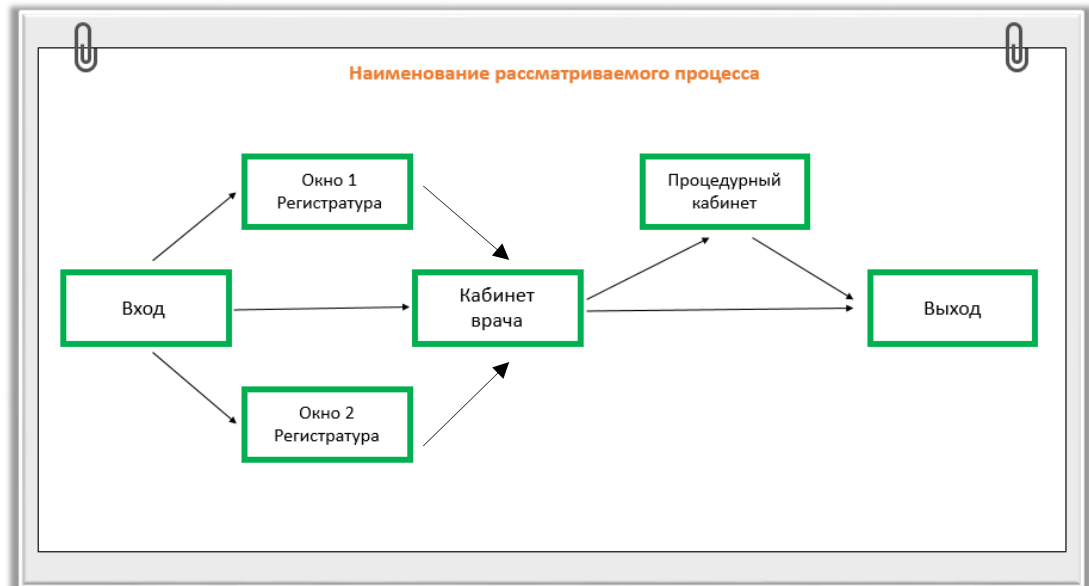 Наименование рассматриваемого процесса
Окно 1
Регистратура
Процедурный
кабинет
Вход
Кабинет
врача
Выход
Окно 2
Регистратура